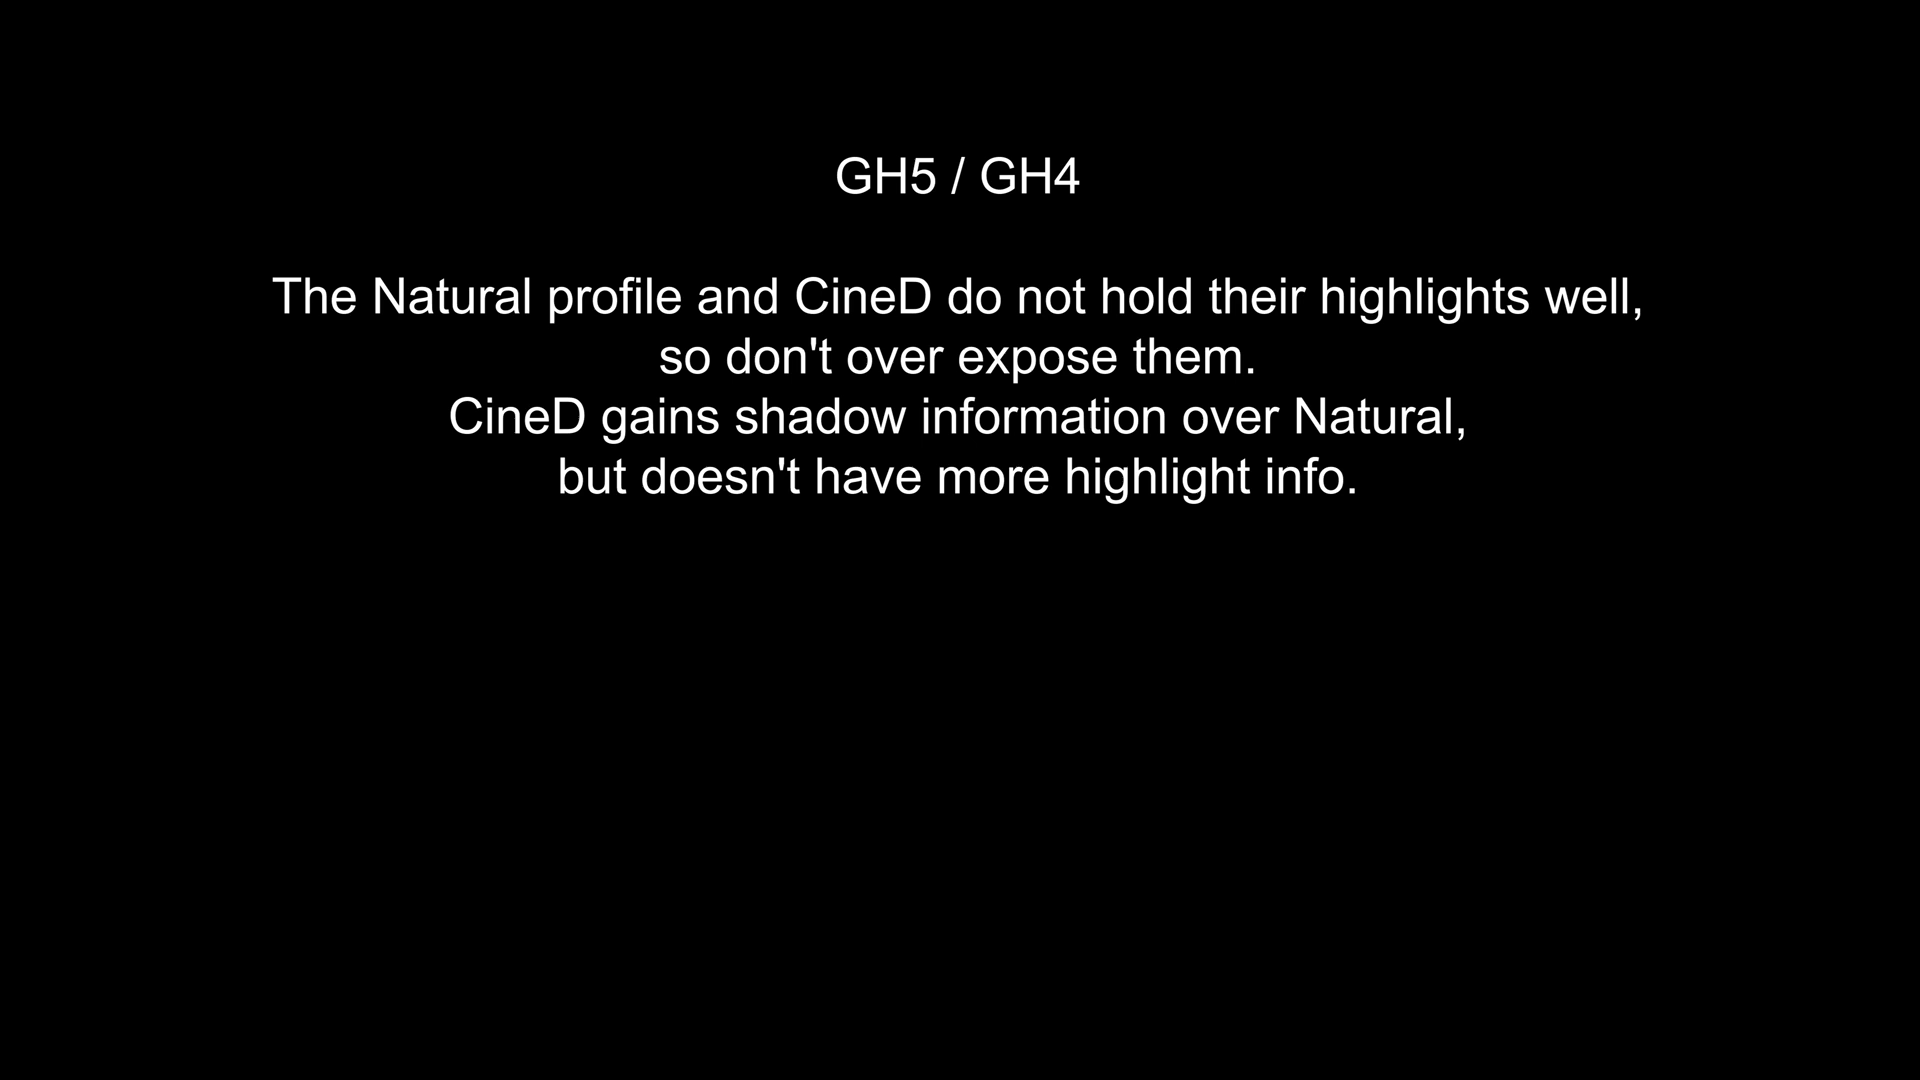 GH5 / GH4
The Natural profile and CineD do not hold their highlights well,
so don't over expose them.
CineD gains shadow information over Natural,
but doesn't have more highlight info.